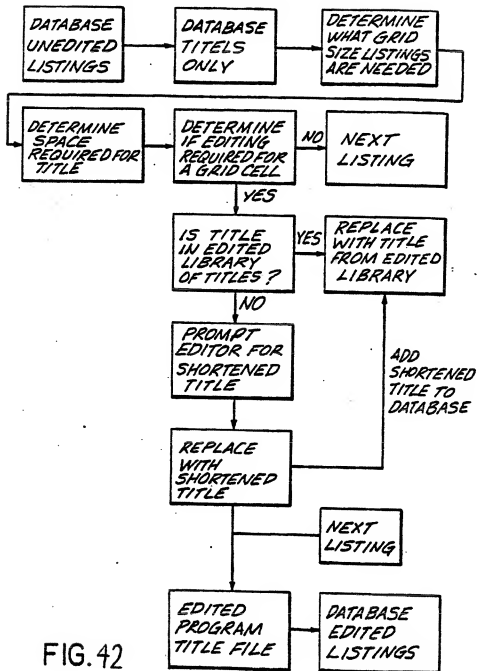 DATABASE
UNEDITED
LISTINGS
DATABASE
TITELS
ONLY
DETERMINE
WHAT GRID
SIZE LISTINGS
ARE NEEDED
DETERMINE
SPACE
REQUIRED FOR
TITLE
DETERMINE
IF EDITING
REQUIRED FOR
A GRID CELL
NO
NEXT
LISTING
YES
IS TITLE
IN EDITED
LIBRARY
OF TITLES?
YES
REPLACE
WITH TITLE
FROM EDITED
LIBRARY
NO
PROMPT
EDITOR FOR
SHORTENED
TITLE
ADD
SHORTENED
TITLE TO
DATABASE
REPLACE
WITH
SHORTENED
TITLE
NEXT
LISTING
EDITED
PROGRAM
TITLE FILE
DATABASE
EDITED
LISTINGS
FIG. 42